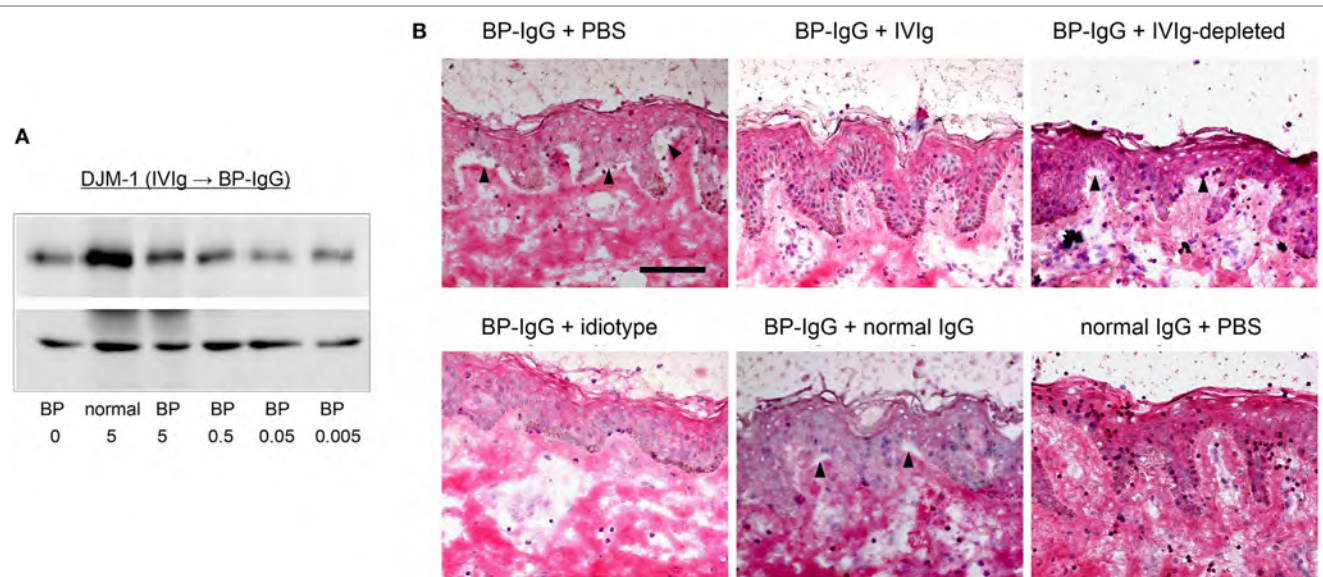 A
DJM-1 (IVIg → BP-IgG)
BP normal BP BP BP BP
0 5 5 0.5 0.05 0.005
B
BP-IgG + PBS BP-IgG + IVIg BP-IgG + IVIg-depleted
BP-IgG + idiotype BP-IgG + normal IgG normal IgG + PBS